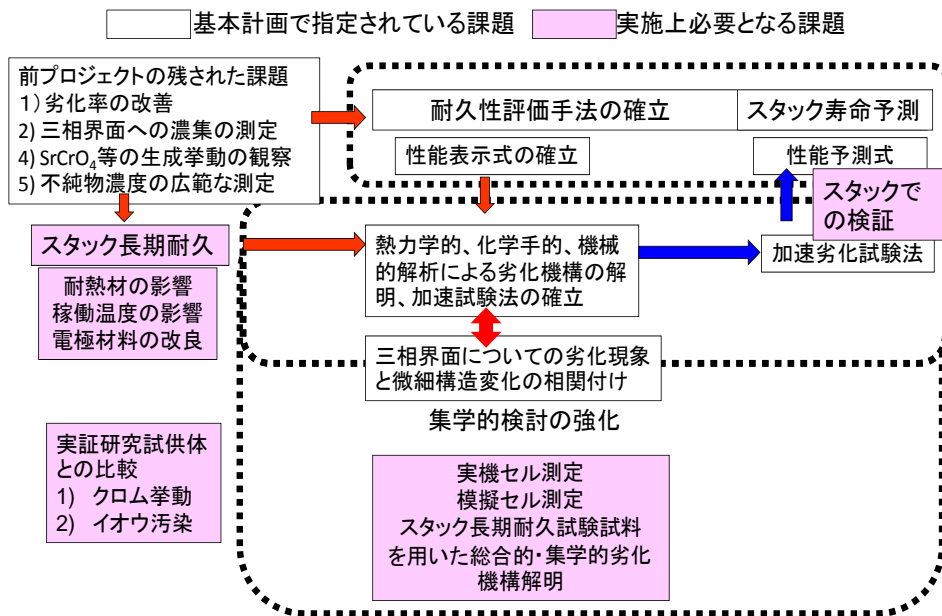 基本計画で指定されている課題
実施上必要となる課題
前プロジェクトの残された課題
1）劣化率の改善
2) 三相界面への濃集の測定
4) SrCrO₄等の生成挙動の観察
5) 不純物濃度の広範な測定
耐久性評価手法の確立
スタック寿命予測
性能表示式の確立
性能予測式
スタックで
の検証
スタック長期耐久
熱力学的、化学手的、機械
的解析による劣化機構の解
明、加速試験法の確立
加速劣化試験法
耐熱材の影響
稼働温度の影響
電極材料の改良
三相界面についての劣化現象
と微細構造変化の相関付け
集学的検討の強化
実証研究試供体
との比較
1) クロム挙動
2) イオウ汚染
実機セル測定
模擬セル測定
スタック長期耐久試験試料
を用いた総合的・集学的劣化
機構解明